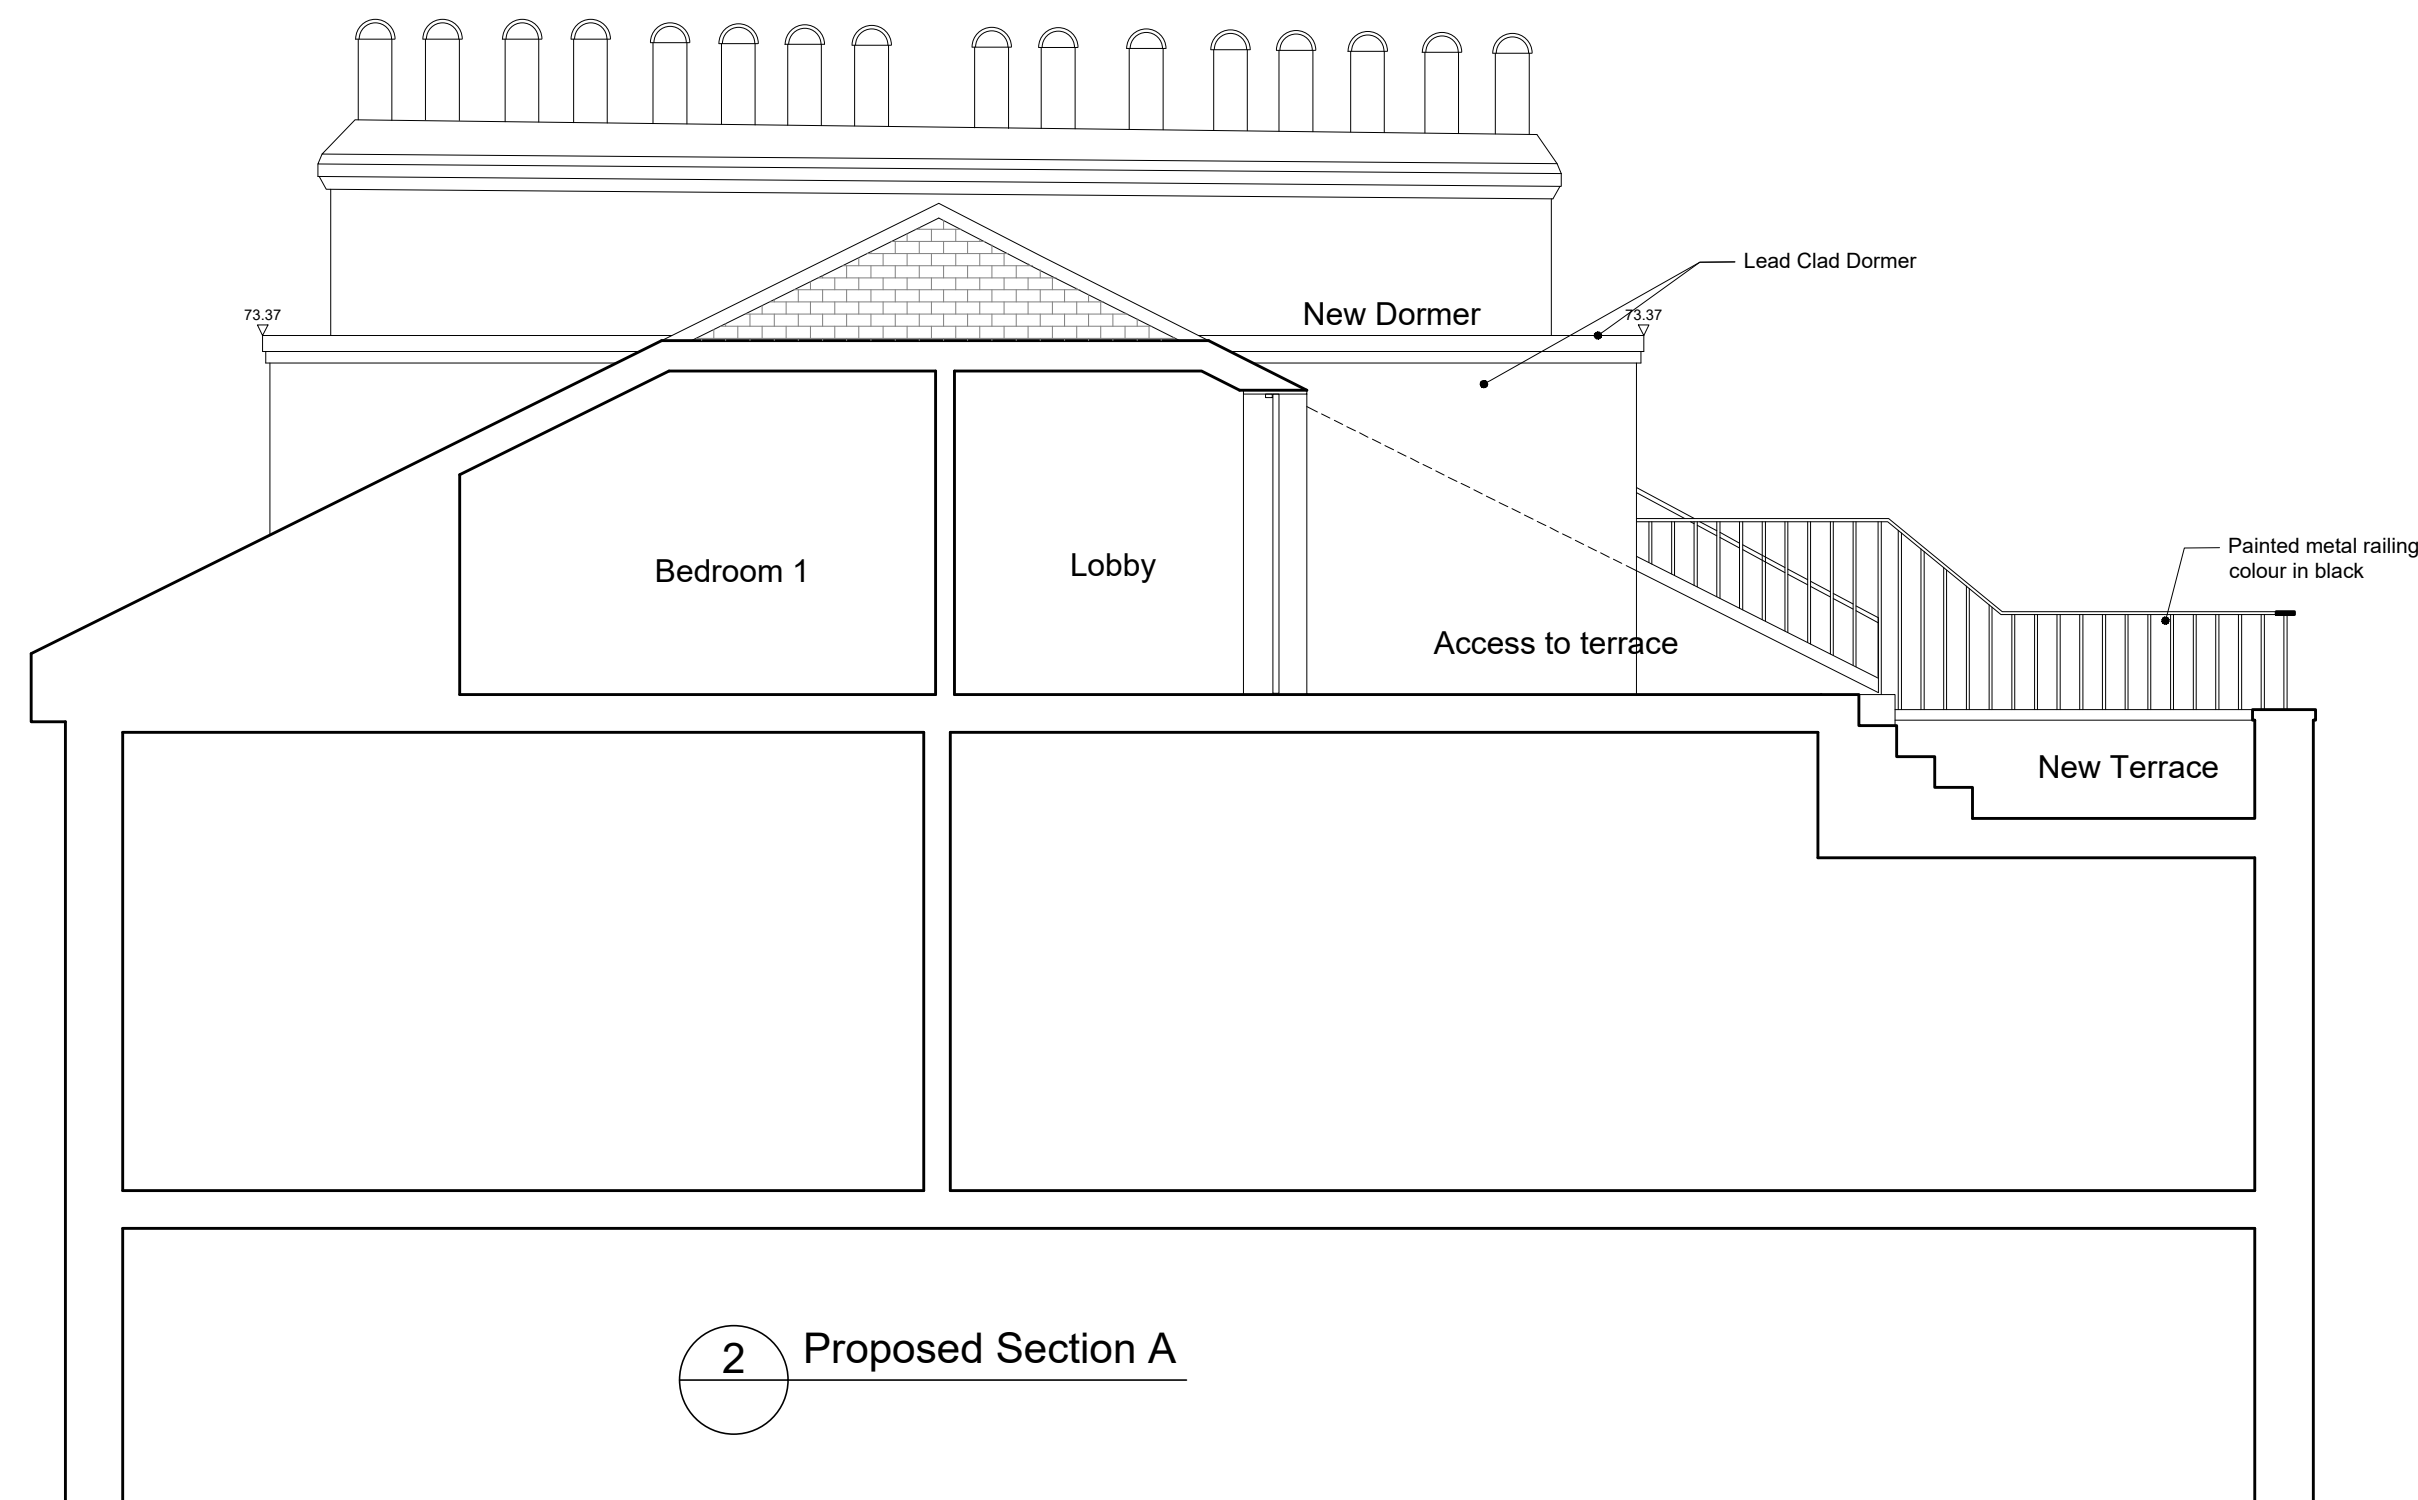 Lead Clad Dormer
New Dormer
73.37
73.37
Painted metal railing
colour in black
Bedroom 1
Lobby
Access to terrace
New Terrace
2
Proposed Section A